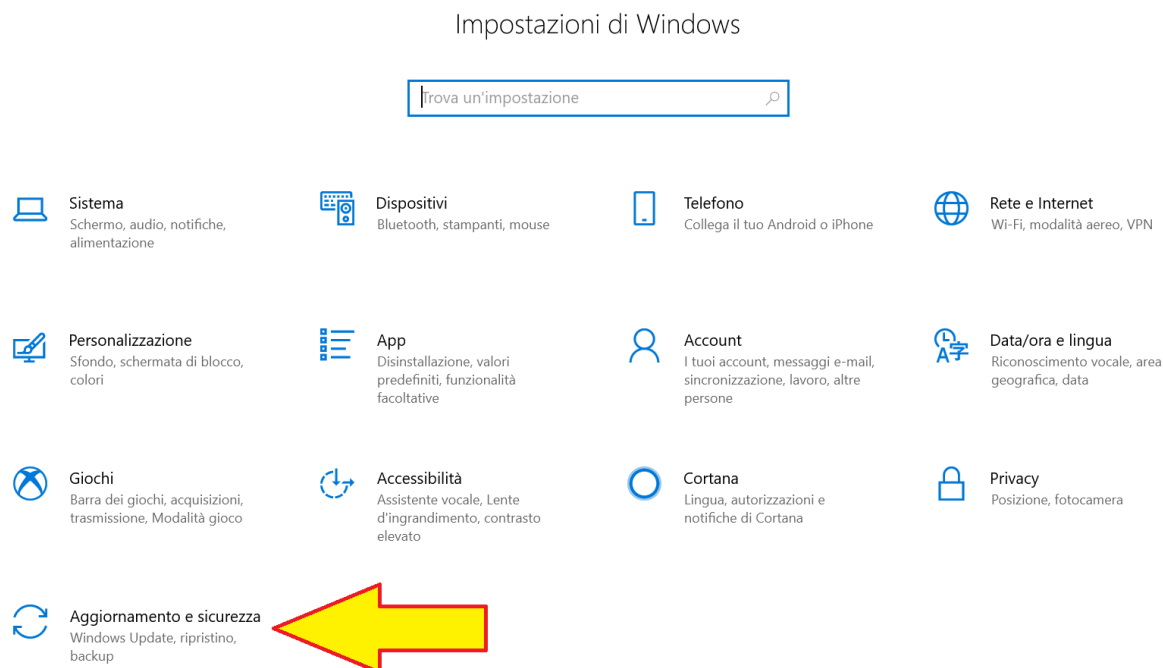 Impostazioni di Windows
Trova un'impostazione
Sistema
Schermo, audio, notifiche,
alimentazione
Dispositivi
Bluetooth, stampanti, mouse
Telefono
Collega il tuo Android o iPhone
Rete e Internet
Wi-Fi, modalità aereo, VPN
Personalizzazione
Sfondo, schermata di blocco,
colori
App
Disinstallazione, valori
predefiniti, funzionalità
facoltative
Account
I tuoi account, messaggi e-mail,
sincronizzazione, lavoro, altre
persone
Data/ora e lingua
Riconoscimento vocale, area
geografica, data
Giochi
Barra dei giochi, acquisizioni,
trasmissione, Modalità gioco
Accessibilità
Assistente vocale, Lente
d'ingrandimento, contrasto
elevato
Cortana
Lingua, autorizzazioni e
notifiche di Cortana
Privacy
Posizione, fotocamera
Aggiornamento e sicurezza
Windows Update, ripristino,
backup